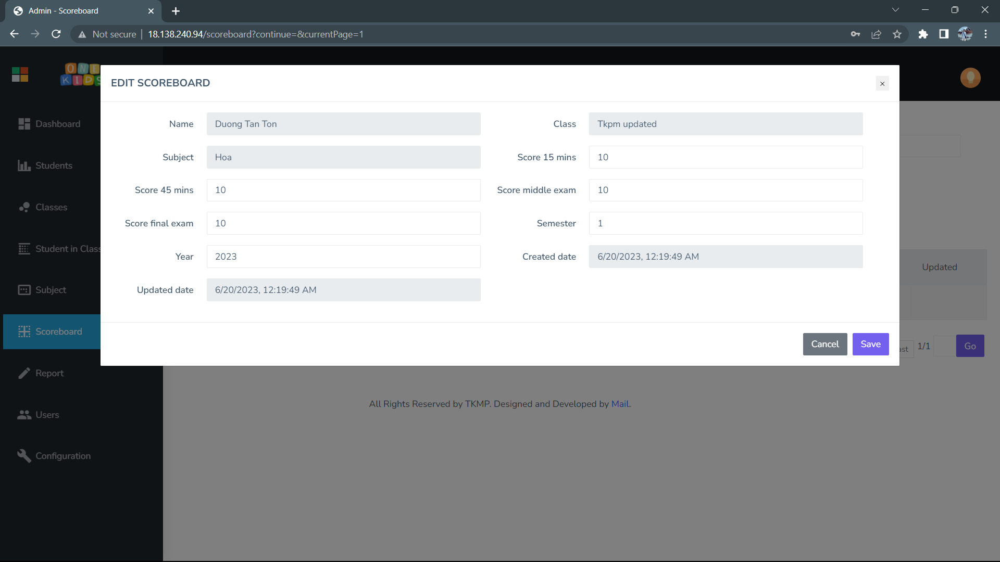 Admin - Scoreboard
Not secure
18.138.240.94/scoreboard?continue=&currentPage=1
ONI
KIDS
Dashboard
Students
Classes
Student in Class
Subject
Scoreboard
Report
Users
Configuration
EDIT SCOREBOARD
×
Name Duong Tan Ton Class Tkpm updated
Subject Hoa Score 15 mins 10
Score 45 mins 10 Score middle exam 10
Score final exam 10 Semester 1
Year 2023 Created date 6/20/2023, 12:19:49 AM
Updated date 6/20/2023, 12:19:49 AM
Cancel Save
Updated
1/1 Go
All Rights Reserved by TKMP. Designed and Developed by Mail.